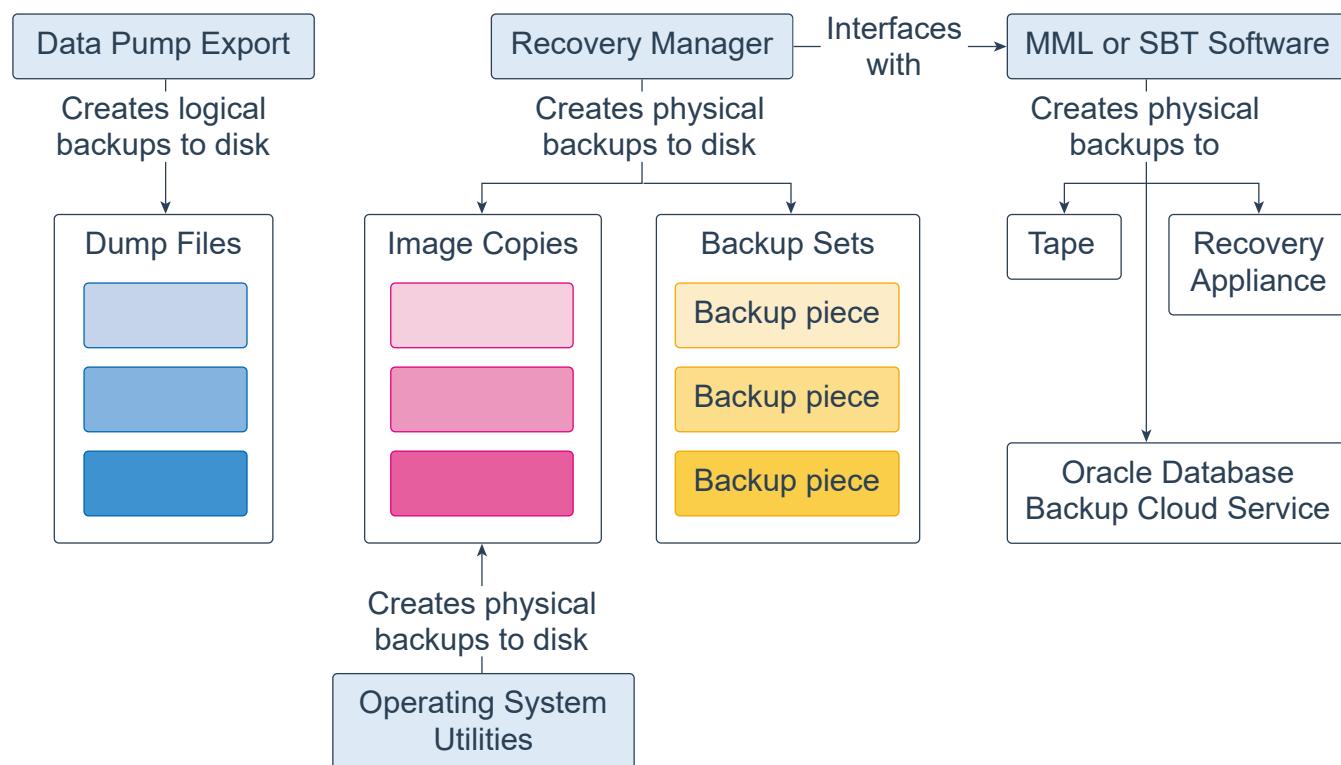 Data Pump Export
Recovery Manager
Interfaces
with
MML or SBT Software
Creates logical
backups to disk
Creates physical
backups to disk
Creates physical
backups to
Dump Files
Image Copies
Backup Sets
Backup piece
Backup piece
Backup piece
Tape
Recovery
Appliance
Oracle Database
Backup Cloud Service
Creates physical
backups to disk
Operating System
Utilities